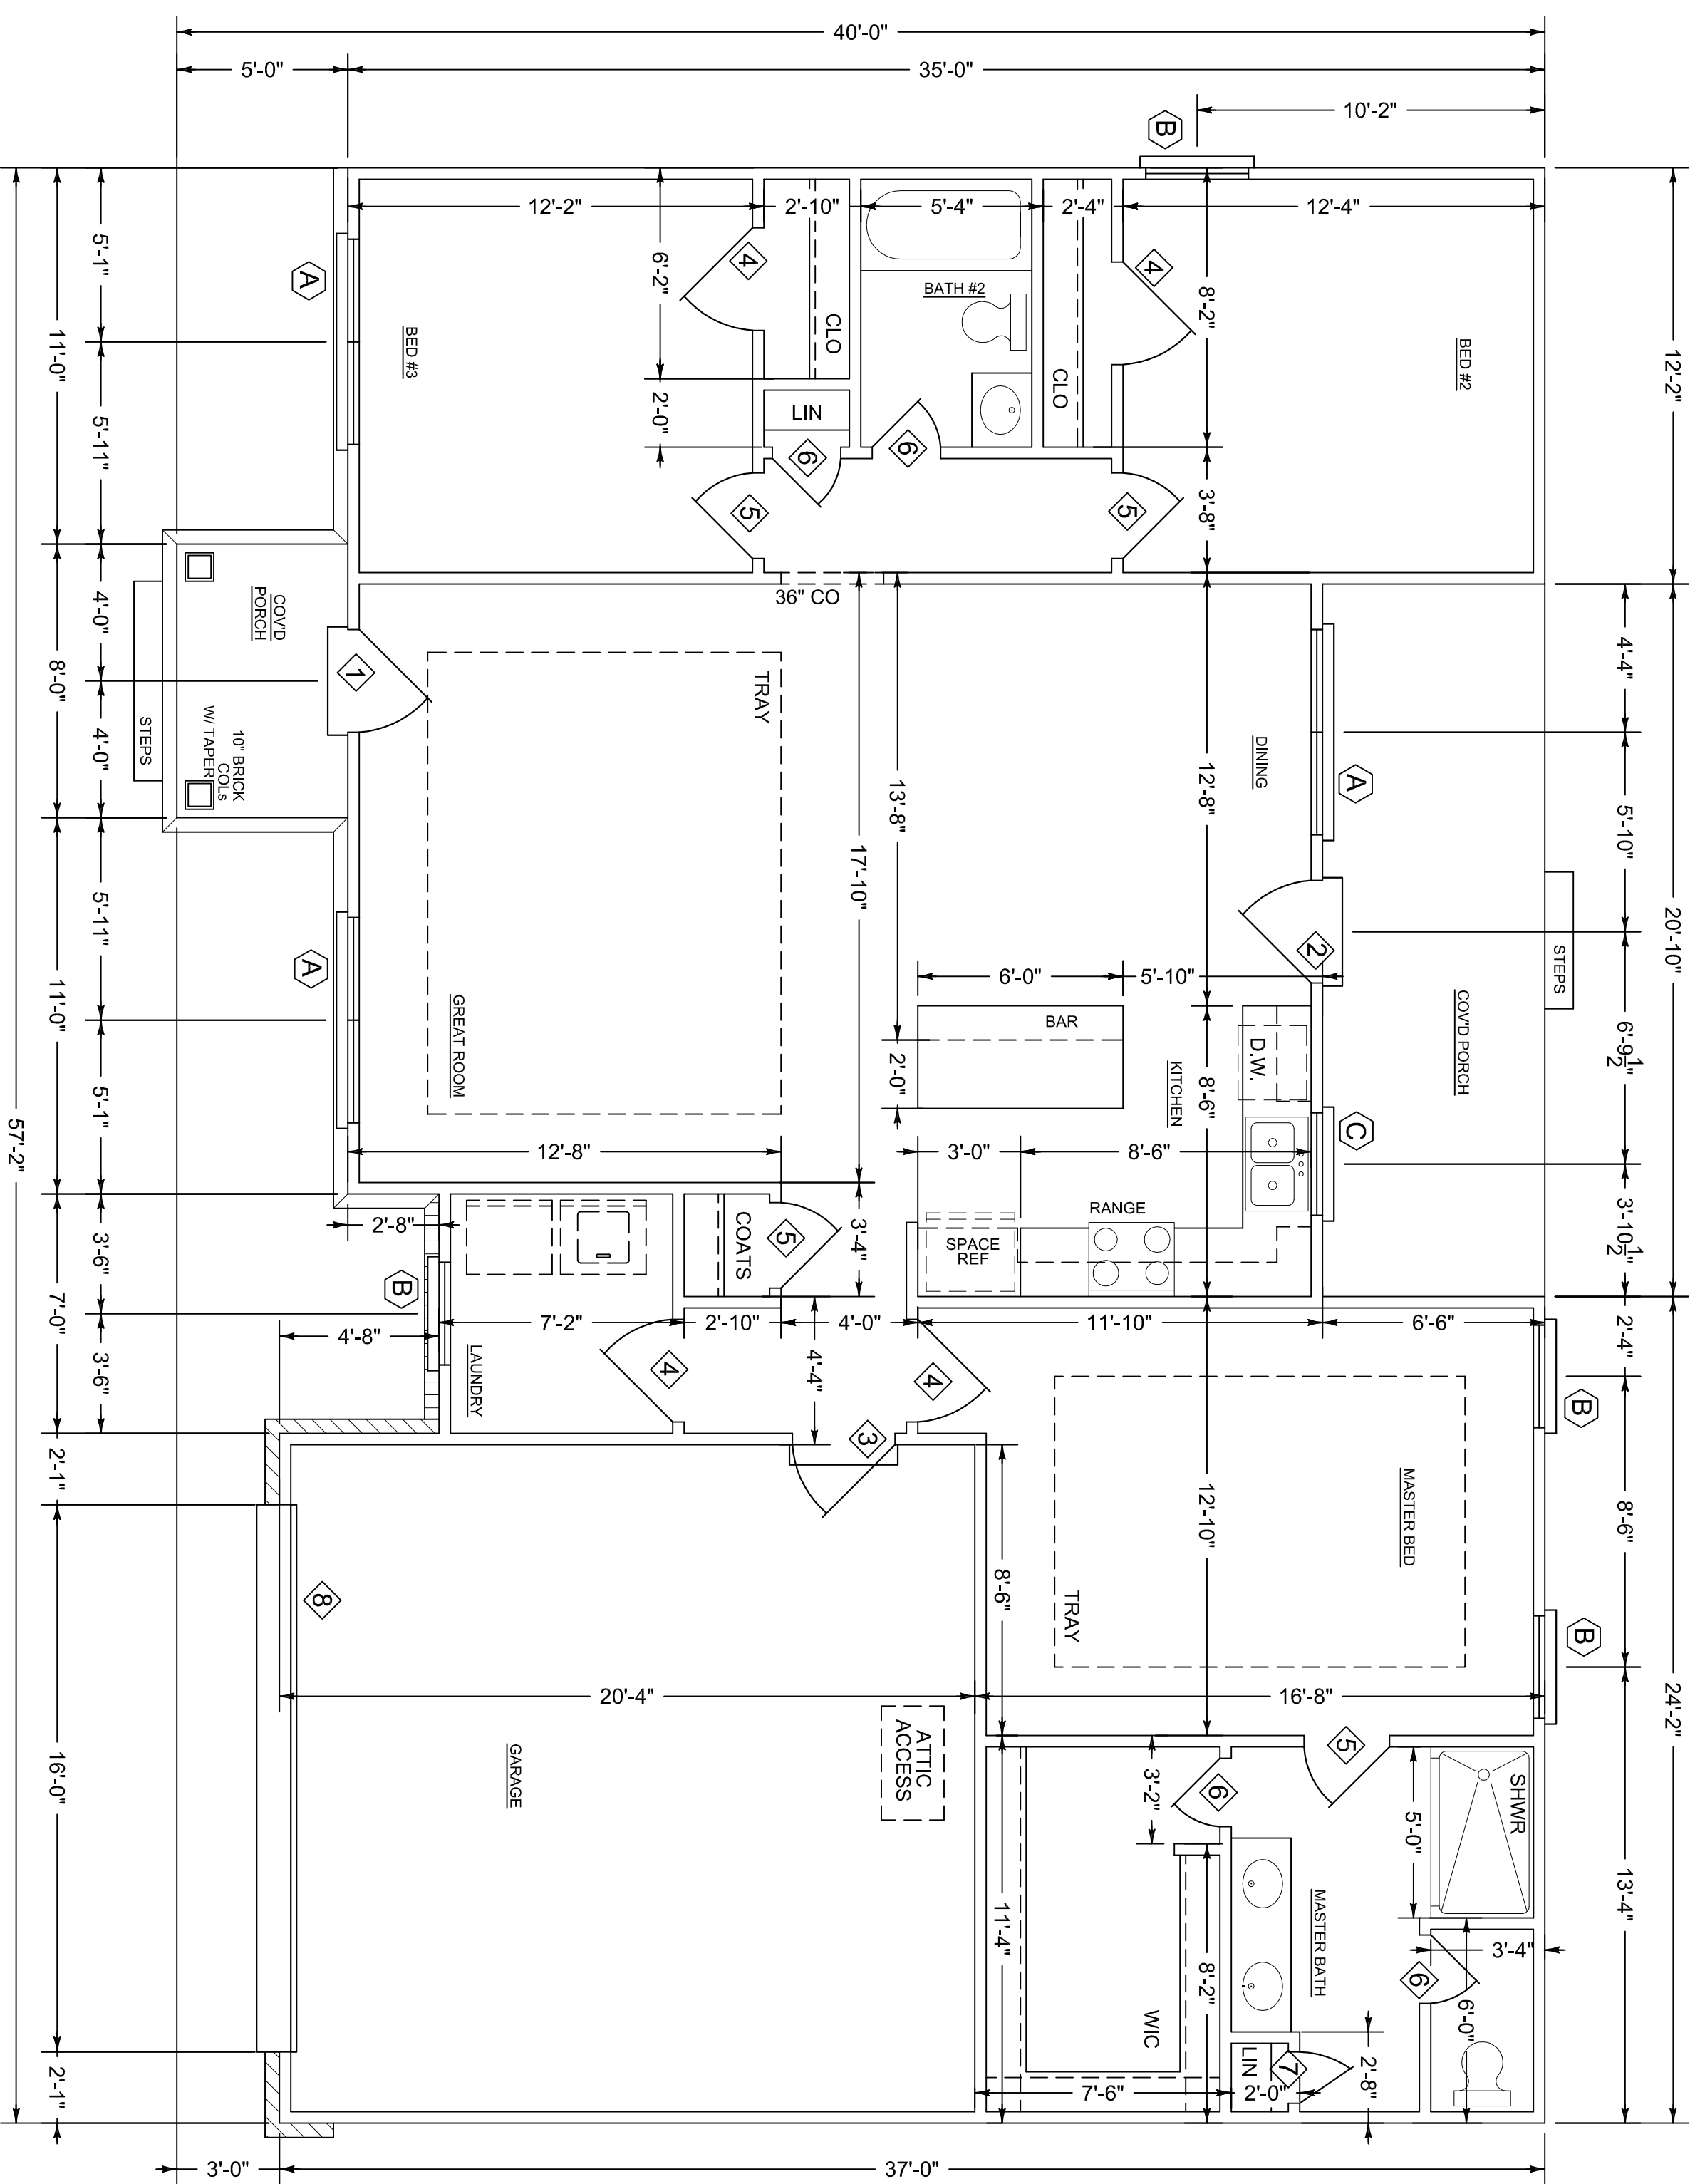 40'-0"
5'-0"
35'-0"
10'-2"
B
12'-2"
2'-10"
5'-4"
2'-4"
12'-4"
12'-2"
5'-1"
11'-0"
5'-11"
A
6'-2"
2'-0"
4
4
8'-2"
3'-8"
BED #3
CLO
BATH #2
CLO
BED #2
LIN
6
6
5
5
36" CO
COV'D
PORCH
4'-0"
8'-0"
4'-0"
1
STEPS
10" BRICK
COLs
W/ TAPER
TRAY
DINING
12'-8"
13'-8"
17'-10"
4'-4"
5'-10"
20'-10"
6'-9 1/2"
3'-10 1/2"
A
2
STEPS
COV'D PORCH
6'-0"
5'-10"
BAR
2'-0"
KITCHEN
8'-6"
D.W.
C
GREAT ROOM
A
5'-11"
11'-0"
5'-1"
57'-2"
12'-8"
3'-0"
8'-6"
RANGE
SPACE
REF
COATS
5
3'-4"
2'-8"
3'-6"
7'-0"
3'-6"
B
4'-8"
7'-2"
2'-10"
4'-0"
11'-10"
6'-6"
2'-4"
4'-4"
LAUNDRY
4
4
3
B
8'-6"
24'-2"
12'-10"
MASTER BED
TRAY
8'-6"
B
2'-1"
16'-0"
2'-1"
8
20'-4"
16'-8"
ATTIC
ACCESS
GARAGE
5
6
3'-2"
SHWR
5'-0"
13'-4"
11'-4"
8'-2"
MASTER BATH
3'-4"
6
6'-0"
WIC
LIN
7
2'-8"
7'-6"
2'-0"
3'-0"
37'-0"